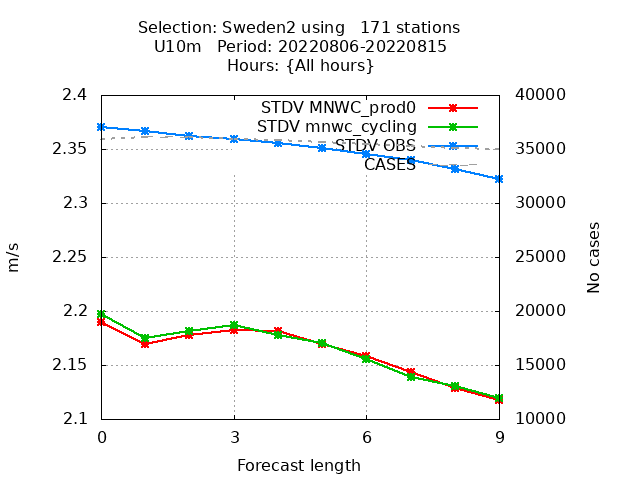 Selection: Sweden2 using   171 stations
U10m   Period: 20220806-20220815
Hours: {All hours}
2.4
2.35
2.3
2.25
2.2
2.15
2.1
m/s
STDV MNWC_prod0
STDV mnwc_cycling
STDV OBS
CASES
40000
35000
30000
25000
20000
15000
10000
No cases
0 3 6 9
Forecast length